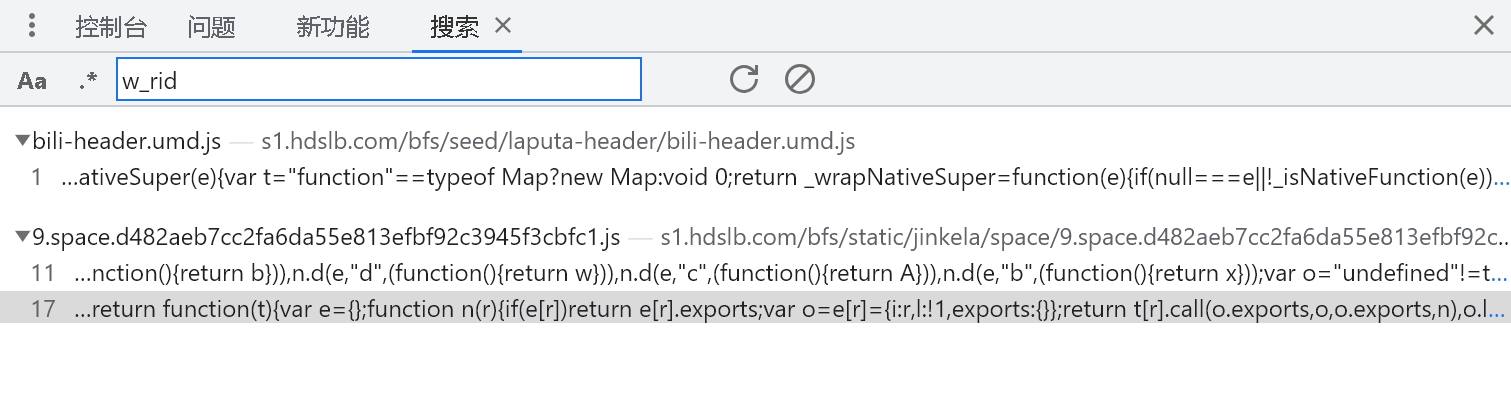 控制台 问题 新功能 搜索
Aa .* w_rid
bili-header.umd.js — s1.hdslb.com/bfs/seed/laputa-header/bili-header.umd.js
1 …ativeSuper(e){var t="function"==typeof Map?new Map:void 0;return _wrapNativeSuper=function(e){if(null===e||!_isNativeFunction(e))…
9.space.d482aeb7cc2fa6da55e813efbf92c3945f3cbfc1.js — s1.hdslb.com/bfs/static/jinkela/space/9.space.d482aeb7cc2fa6da55e813efbf92c…
11 …nction(){return b})),n.d(e,"d",(function(){return w})),n.d(e,"c",(function(){return A})),n.d(e,"b",(function(){return x}));var o="undefined"!=t…
17 …return function(t){var e={};function n(r){if(e[r])return e[r].exports;var o=e[r]={i:r,l:!1,exports:{}};return t[r].call(o.exports,o,o.exports,n),o.l…